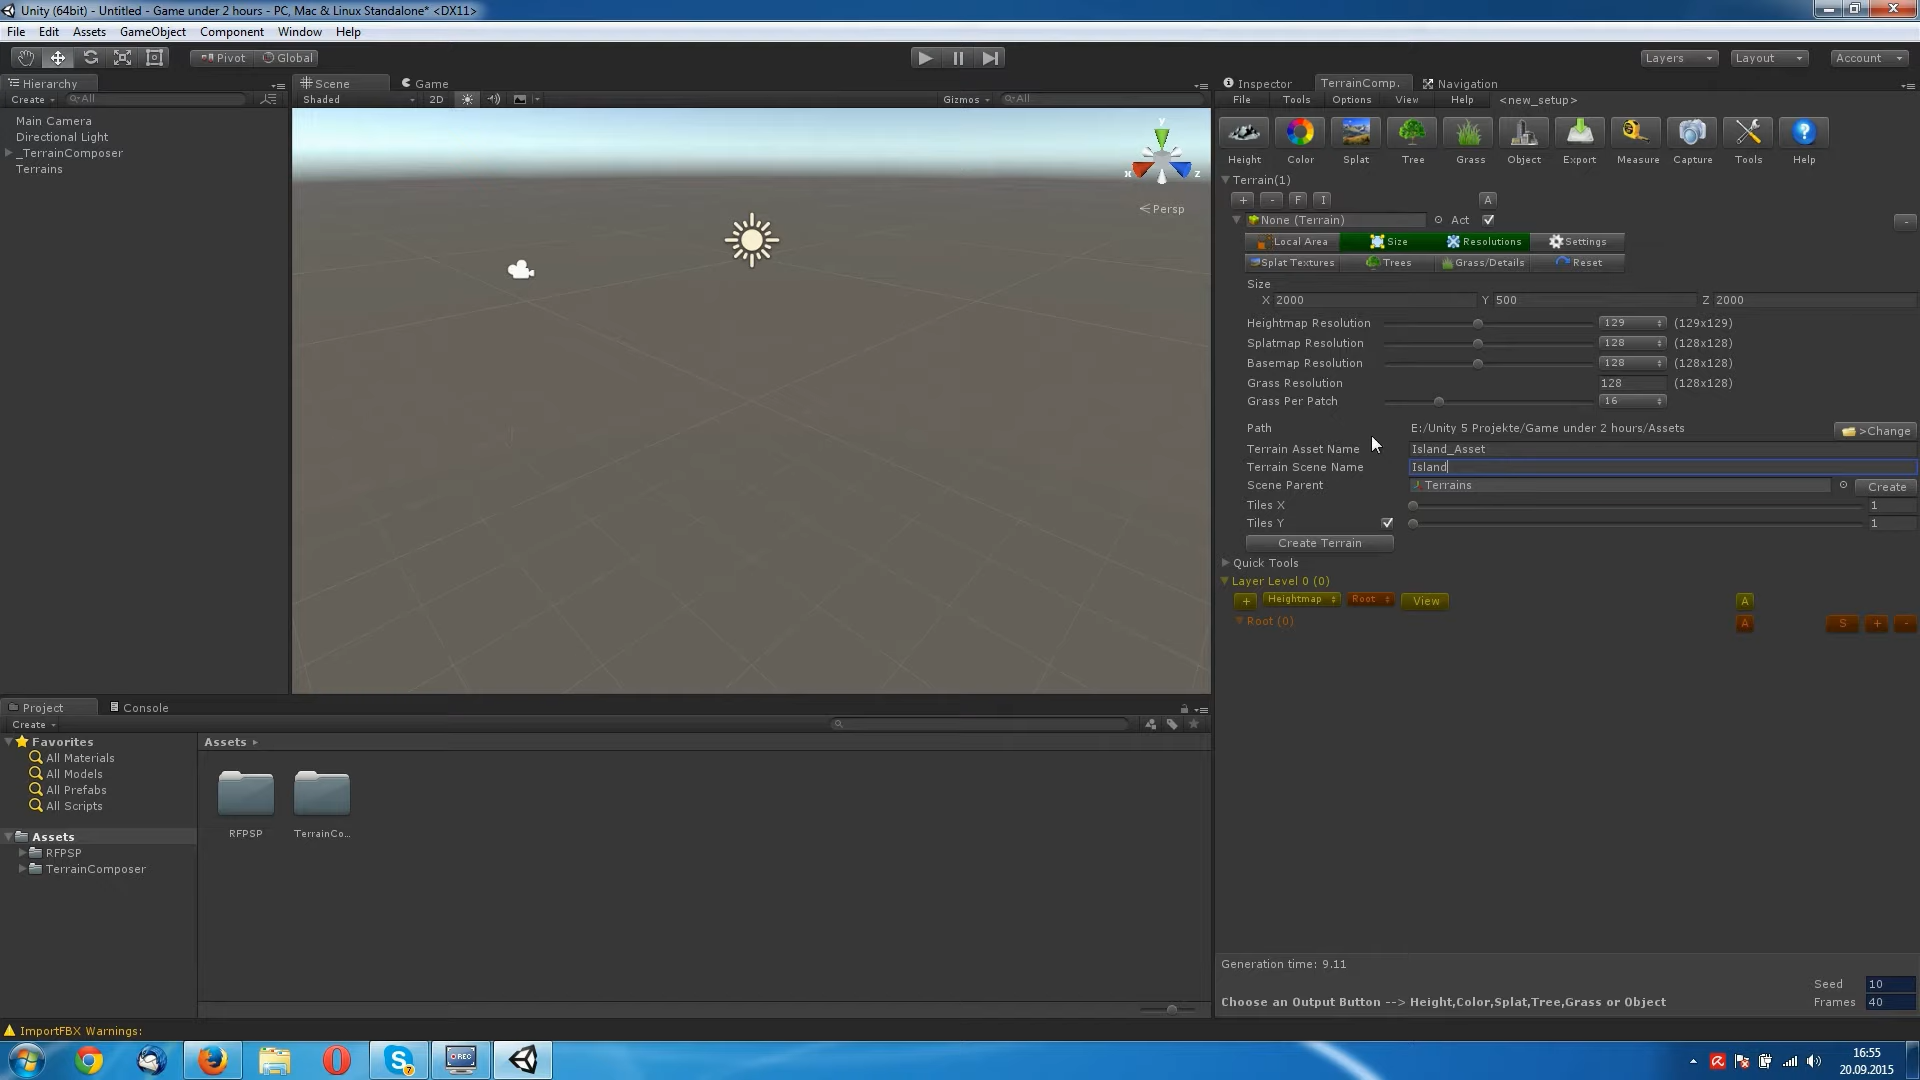 Unity (64bit) - Untitled - Game under 2 hours - PC, Mac & Linux Standalone* <DX11>
File Edit Assets GameObject Component Window Help
Pivot Global Layers Layout Account
Hierarchy
Create All
Main Camera
Directional Light
_TerrainComposer
Terrains
Scene Game
Shaded 2D Gizmos All
y
x z
Persp
Inspector TerrainComp. Navigation
File Tools Options View Help <new_setup>
Height Color Splat Tree Grass Object Export Measure Capture Tools Help
Terrain(1)
+ - F I A
None (Terrain) Act -
Local Area Size Resolutions Settings
Splat Textures Trees Grass/Details Reset
Size
X 2000 Y 500 Z 2000
Heightmap Resolution 129 (129x129)
Splatmap Resolution 128 (128x128)
Basemap Resolution 128 (128x128)
Grass Resolution 128 (128x128)
Grass Per Patch 16
Path E:/Unity 5 Projekte/Game under 2 hours/Assets >Change
Terrain Asset Name Island_Asset
Terrain Scene Name Island
Scene Parent Terrains Create
Tiles X 1
Tiles Y 1
Create Terrain
Quick Tools
Layer Level 0 (0)
+ Heightmap Root View A
Root (0) A S + -
Generation time: 9.11
Seed 10
Choose an Output Button --> Height,Color,Splat,Tree,Grass or Object
Frames 40
Project Console
Create
Favorites
All Materials
All Models
All Prefabs
All Scripts
Assets
RFPSP
TerrainComposer
Assets
RFPSP
TerrainCo...
ImportFBX Warnings:
REC
7
16:55
20.09.2015